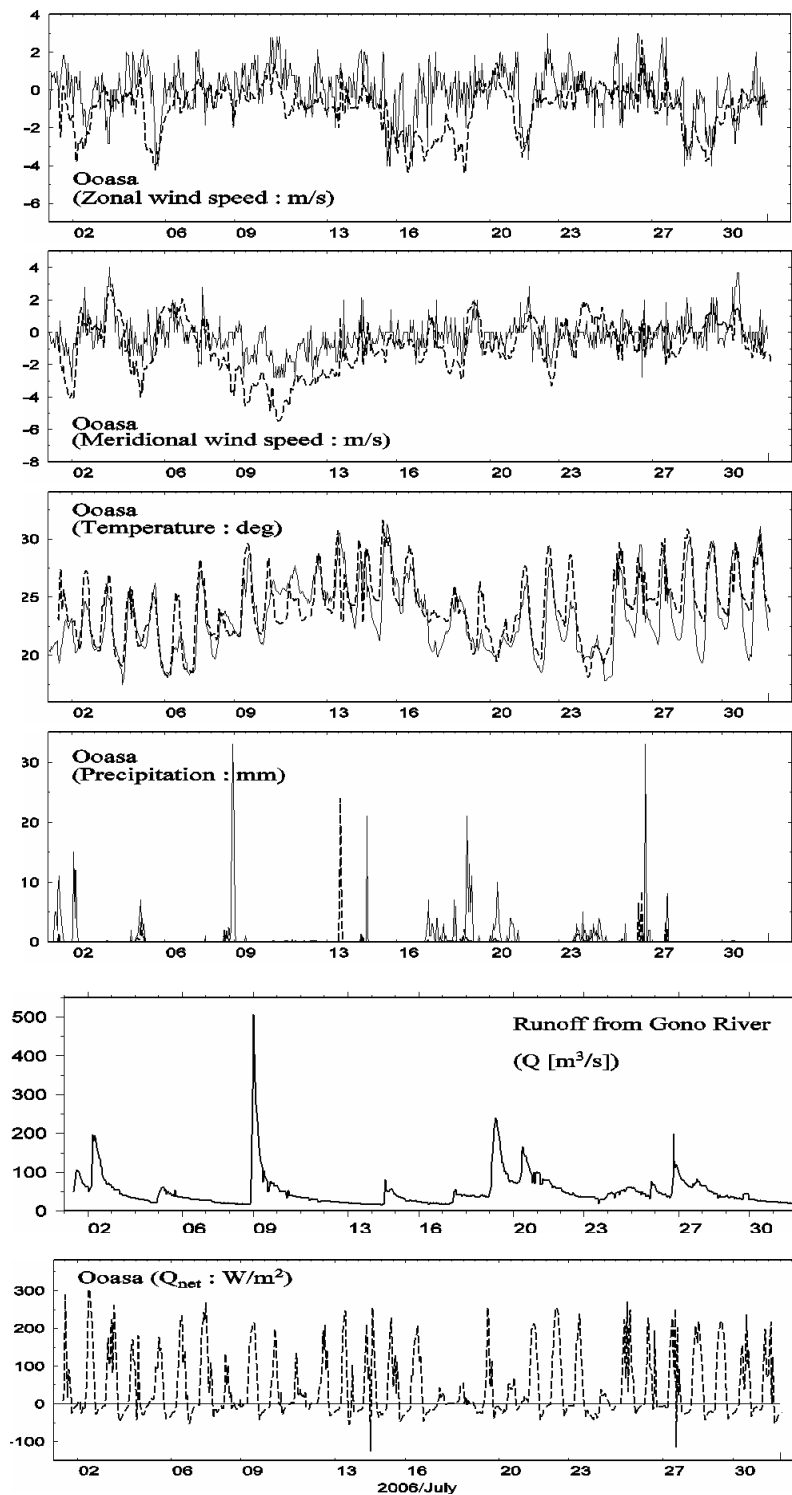 4
2
0
-2
-4
-6
Ooasa
(Zonal wind speed : m/s)
02 06 09 13 16 20 23 27 30
4
2
0
-2
-4
-6
-8
Ooasa
(Meridional wind speed : m/s)
02 06 09 13 16 20 23 27 30
30
25
20
Ooasa
(Temperature : deg)
02 06 09 13 16 20 23 27 30
30
20
10
0
Ooasa
(Precipitation : mm)
02 06 09 13 16 20 23 27 30
500
400
300
200
100
0
Runoff from Gono River
(Q [m³/s])
02 06 09 13 16 20 23 27 30
300
200
100
0
-100
Ooasa (Qnet : W/m²)
02 06 09 13 16 20 23 27 30
2006/July